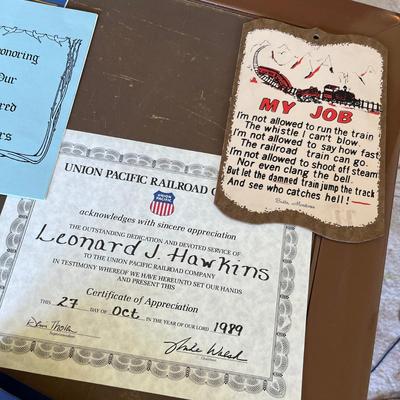 onoring
Our
red
rs
MY JOB
I'm not allowed to run the train
The whistle I can't blow.
I'm not allowed to say how fast
The railroad train can go.
I'm not allowed to shoot off steam
Nor even clang the bell
But let the damned train jump the track
And see who catches hell!
Butte, Montana
UNION PACIFIC RAILROAD C
UNION
PACIFIC
acknowledges with sincere appreciation
THE OUTSTANDING DEDICATION AND DEVOTED SERVICE OF
Leonard J. Hawkins
TO THE UNION PACIFIC RAILROAD COMPANY
IN TESTIMONY WHEREOF WE HAVE HEREUNTO SET OUR HANDS
AND PRESENT THIS
Certificate of Appreciation
THIS 27 DAY OF Oct IN THE YEAR OF OUR LORD 1989
Superintendent